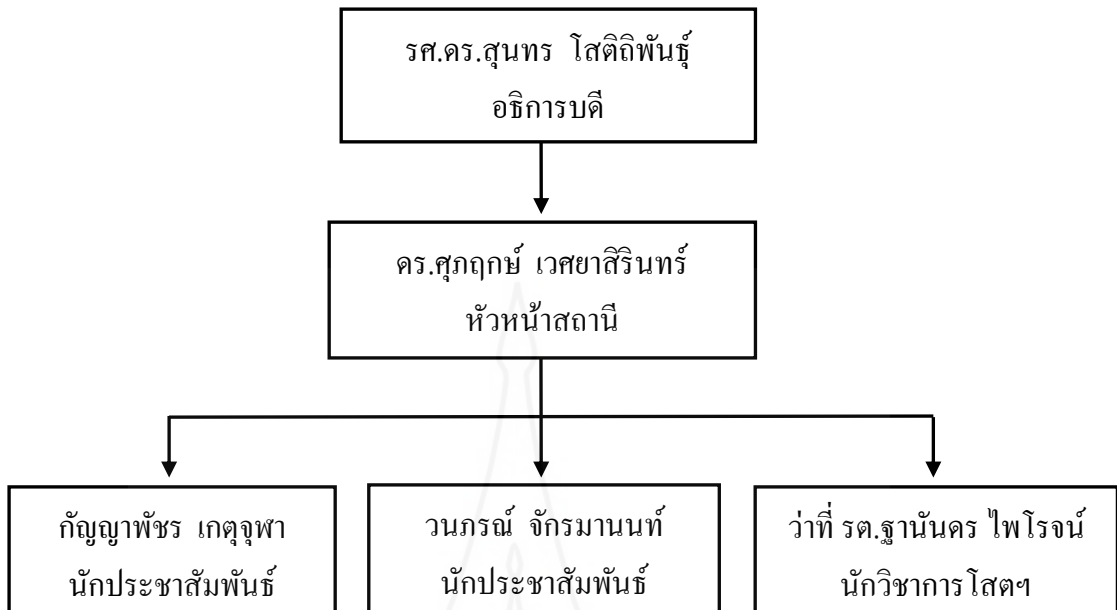 รศ.ดร.สุนทร โสตถิพันธุ์
อธิการบดี
ดร.ศุภฤกษ์ เวศยาสิรินทร์
หัวหน้าสถานี
กัญญาพัชร เกตุจุฬา
นักประชาสัมพันธ์
วนภรณ์ จักรมานนท์
นักประชาสัมพันธ์
ว่าที่ รต.ฐานันดร ไพโรจน์
นักวิชาการโสตฯ